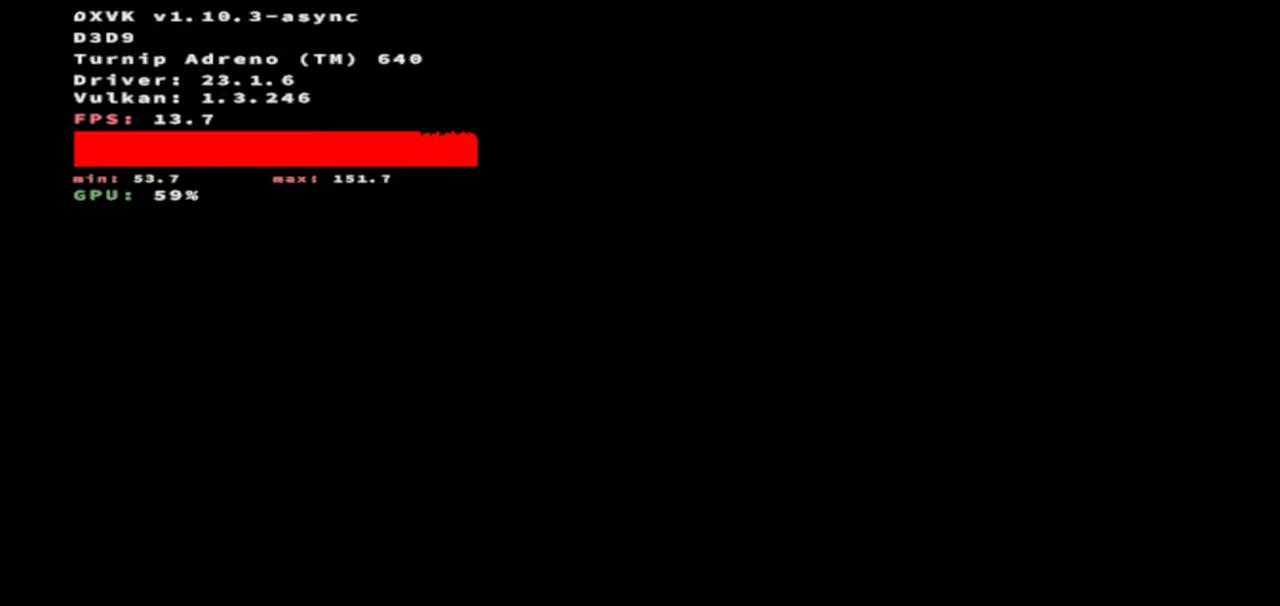 DXVK v1.10.3-async
D3D9
Turnip Adreno (TM) 640
Driver: 23.1.6
Vulkan: 1.3.246
FPS: 13.7
min: 53.7 max: 151.7
GPU: 59%